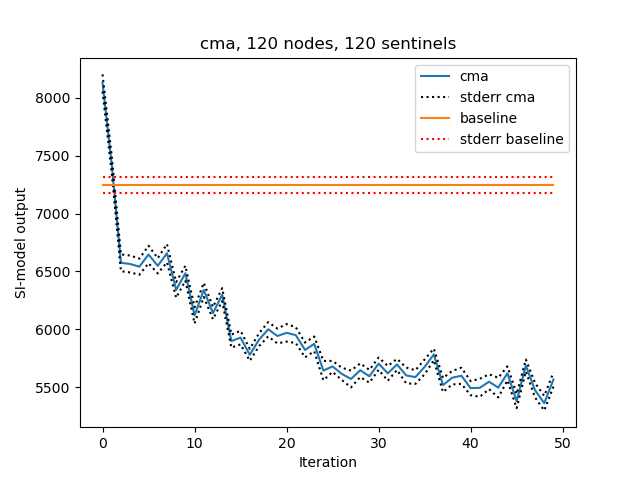 cma, 120 nodes, 120 sentinels
cma
stderr cma
baseline
stderr baseline
8000
7500
7000
6500
6000
5500
SI-model output
0 10 20 30 40 50
Iteration